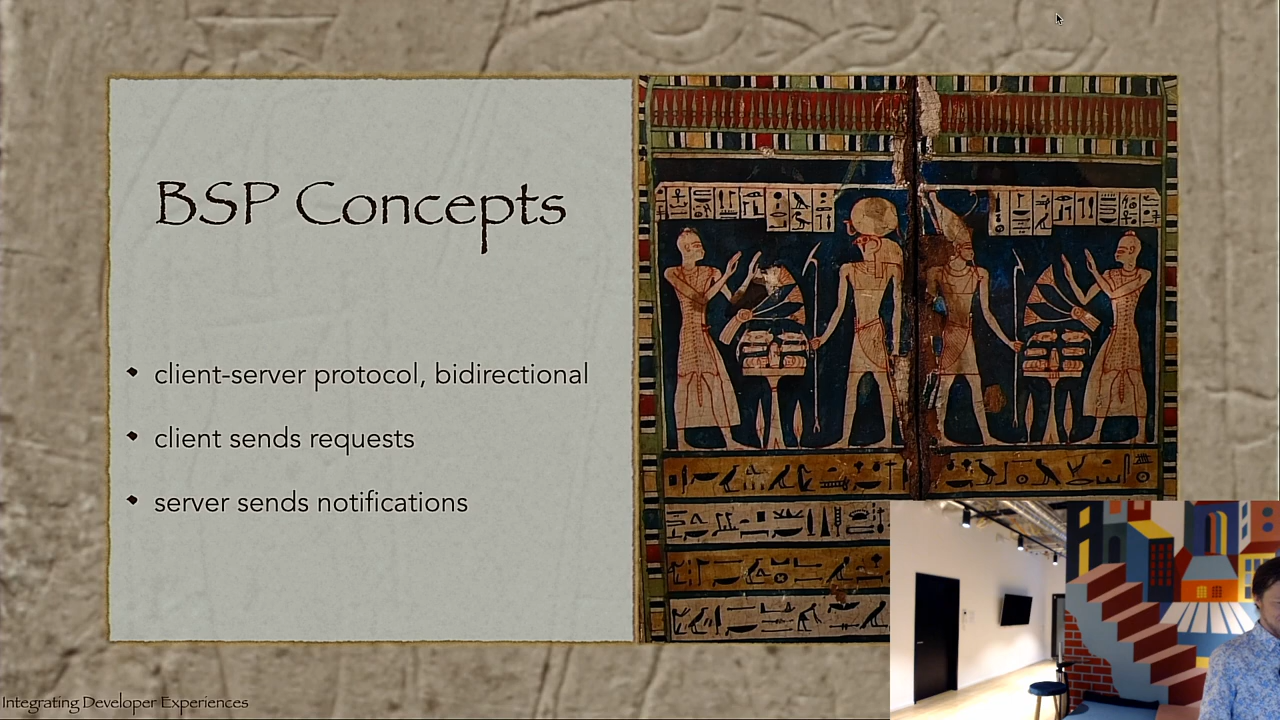 BSP Concepts
client-server protocol, bidirectional
client sends requests
server sends notifications
Integrating Developer Experiences